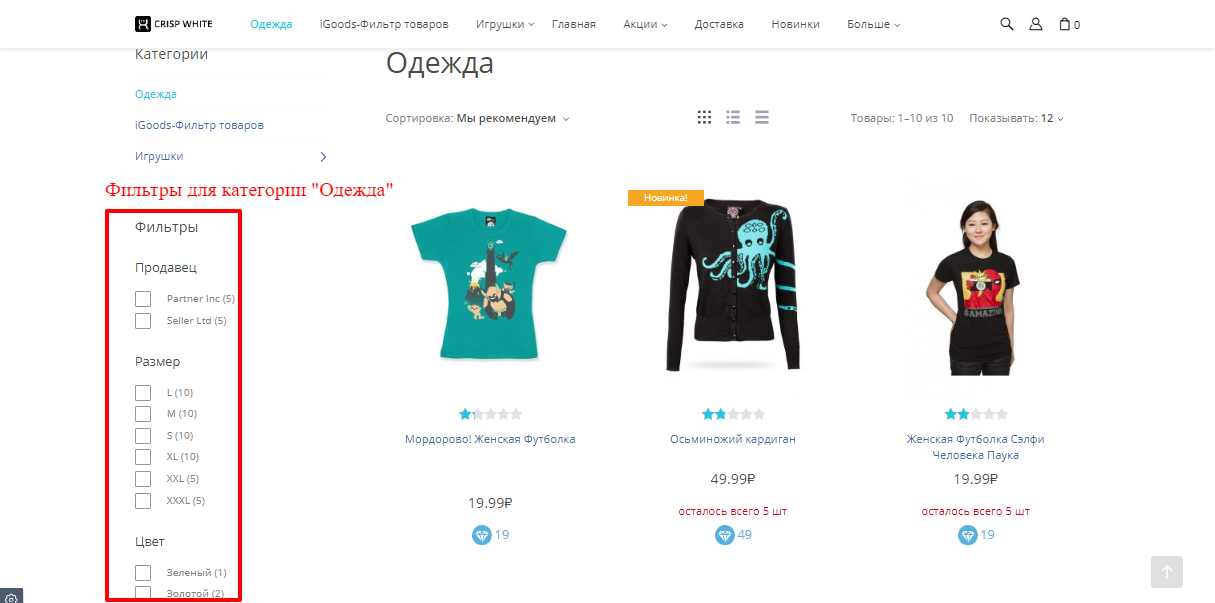 CRISP WHITE Одежда iGoods-Фильтр товаров Игрушки Главная Акции Доставка Новинки Больше 0
Категории
Одежда
iGoods-Фильтр товаров
Игрушки
Фильтры для категории "Одежда"
Фильтры
Продавец
Partner Inc (5)
Seller Ltd (5)
Размер
L (10)
M (10)
S (10)
XL (10)
XXL (5)
XXXL (5)
Цвет
Зеленый (1)
Золотой (2)
Одежда
Сортировка: Мы рекомендуем Товары: 1–10 из 10 Показывать: 12
Мордорово! Женская Футболка
19.99₽
19
Новинка!
Осьминожий кардиган
49.99₽
осталось всего 5 шт
49
Женская Футболка Сэлфи
Человека Паука
19.99₽
осталось всего 5 шт
19